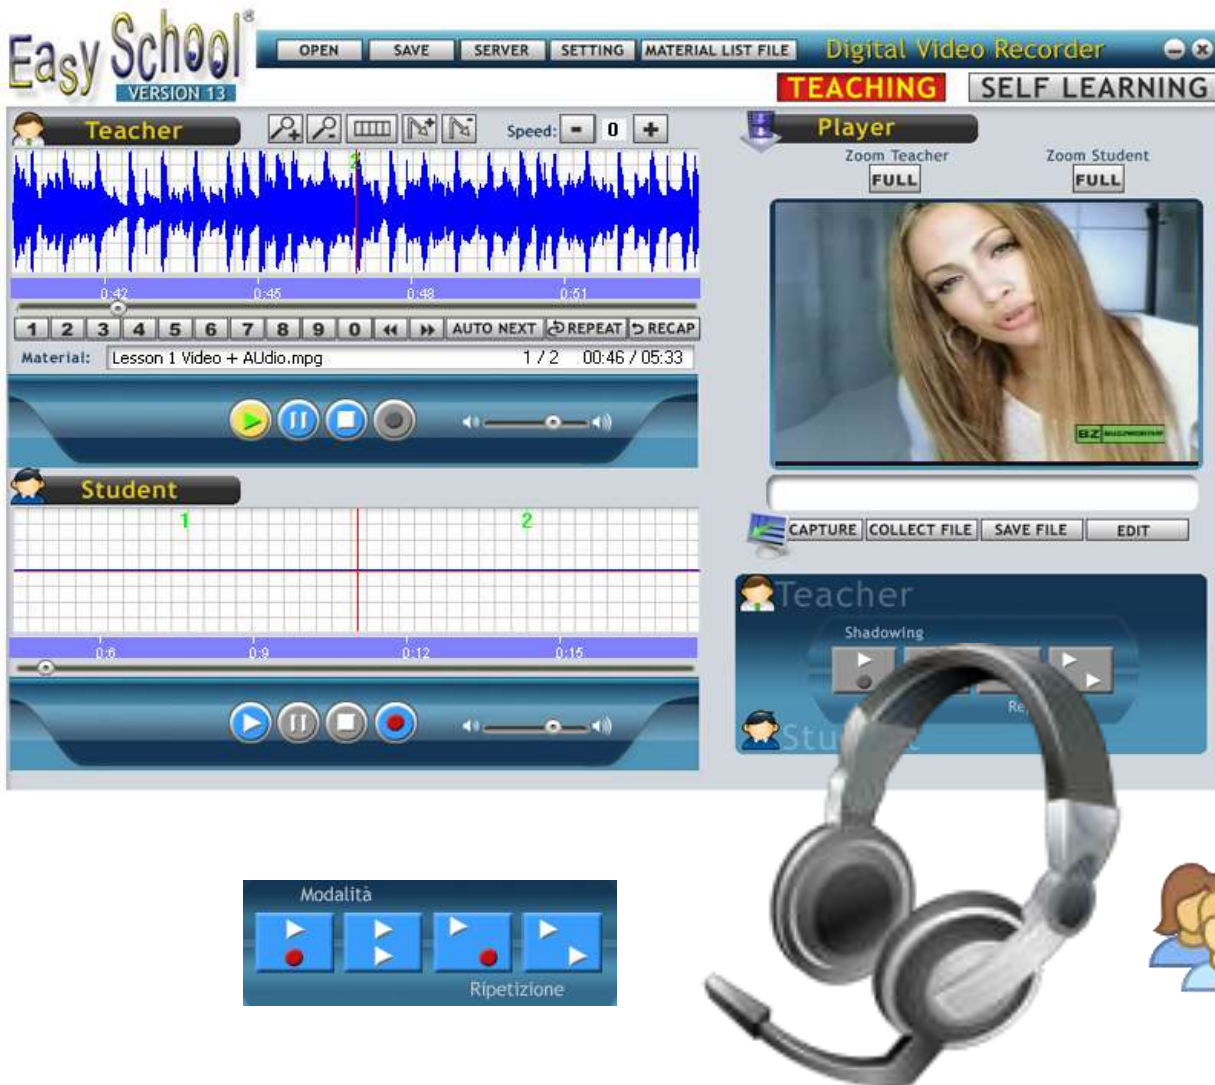 Easy School®
VERSION 13
OPEN SAVE SERVER SETTING MATERIAL LIST FILE Digital Video Recorder
TEACHING SELF LEARNING
Teacher Speed: - 0 +
2
0:42 0:45 0:48 0:51
1 2 3 4 5 6 7 8 9 0 AUTO NEXT REPEAT RECAP
Material: Lesson 1 Video + AUdio.mpg 1 / 2 00:46 / 05:33
Student
1 2
0:6 0:9 0:12 0:15
Player
Zoom Teacher Zoom Student
FULL FULL
BZ
CAPTURE COLLECT FILE SAVE FILE EDIT
Teacher
Shadowing
Modalità
Ripetizione